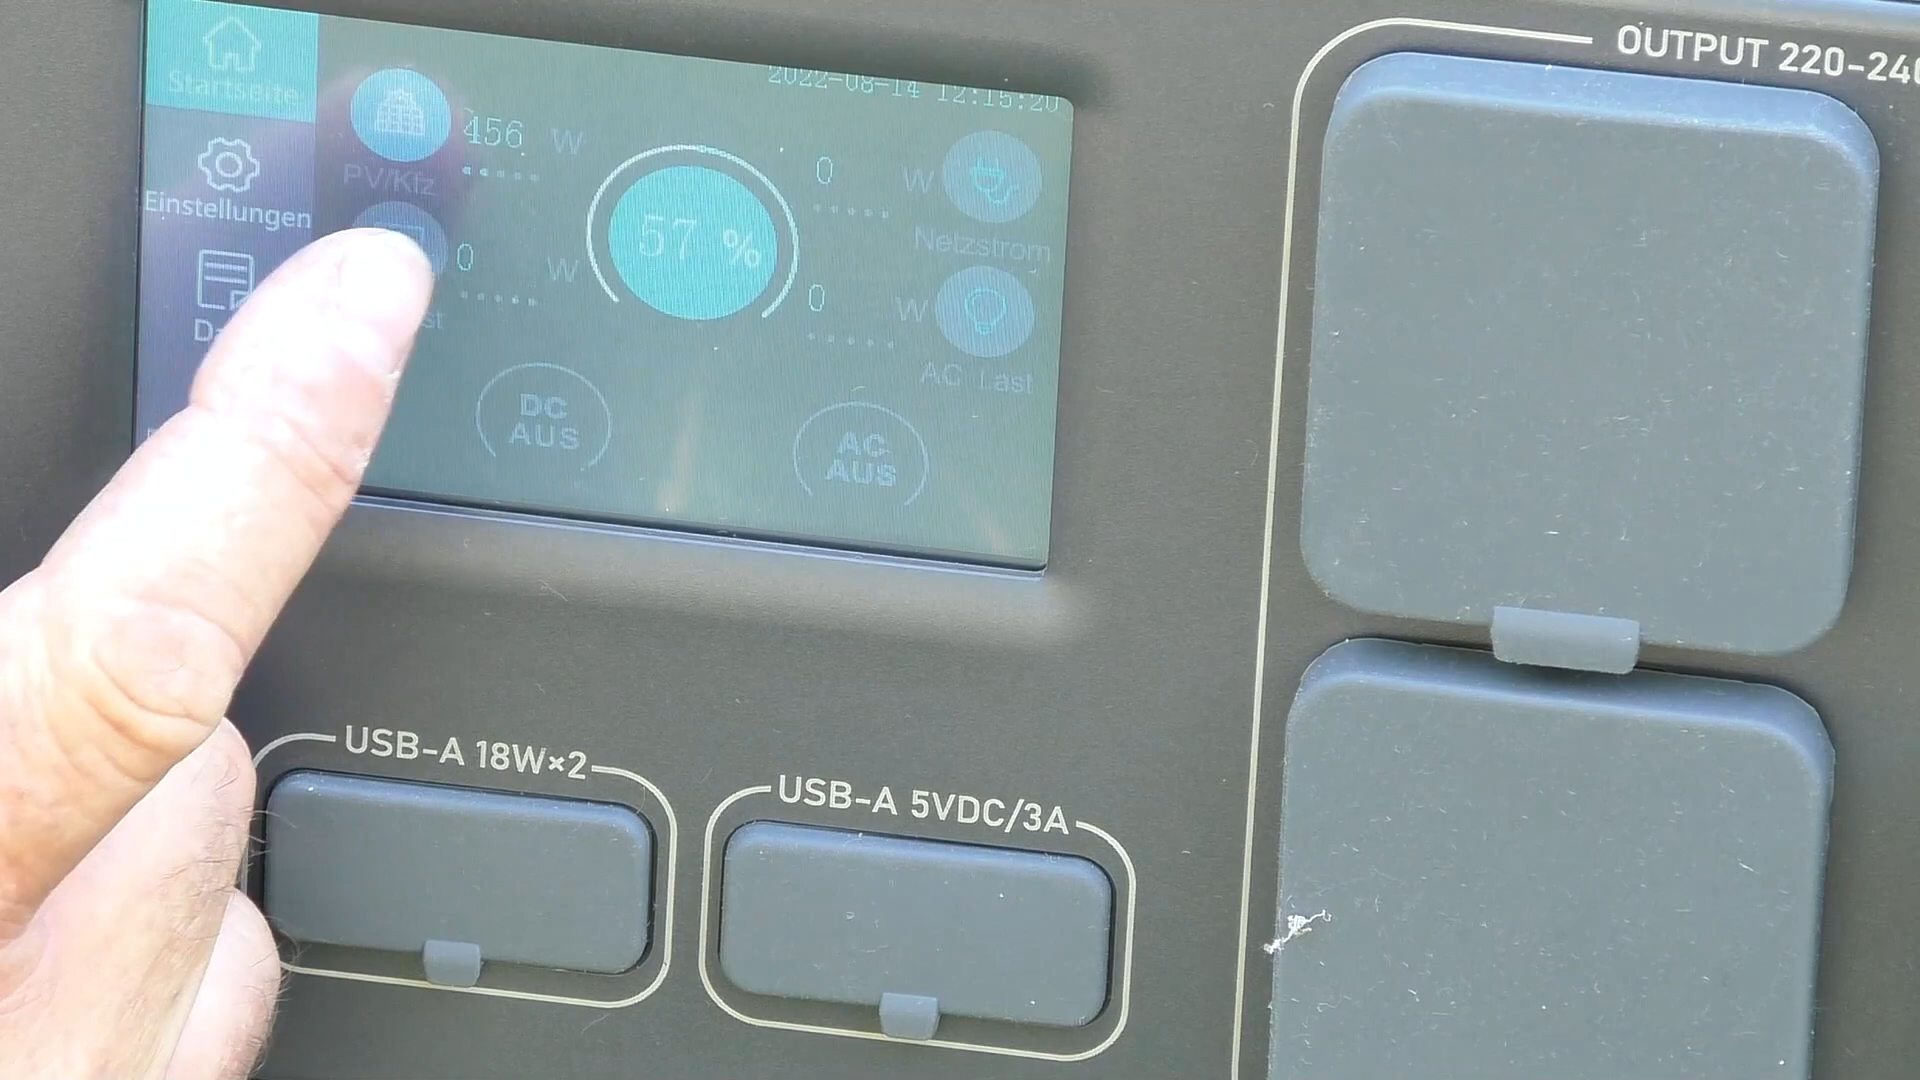 Startseite
2022-08-14 12:15:20
456 W
PV/Kfz
0 W
Netzstrom
Einstellungen
57 %
0 W
0 W
AC Last
DC
AUS
AC
AUS
OUTPUT 220-240
USB-A 18W×2
USB-A 5VDC/3A